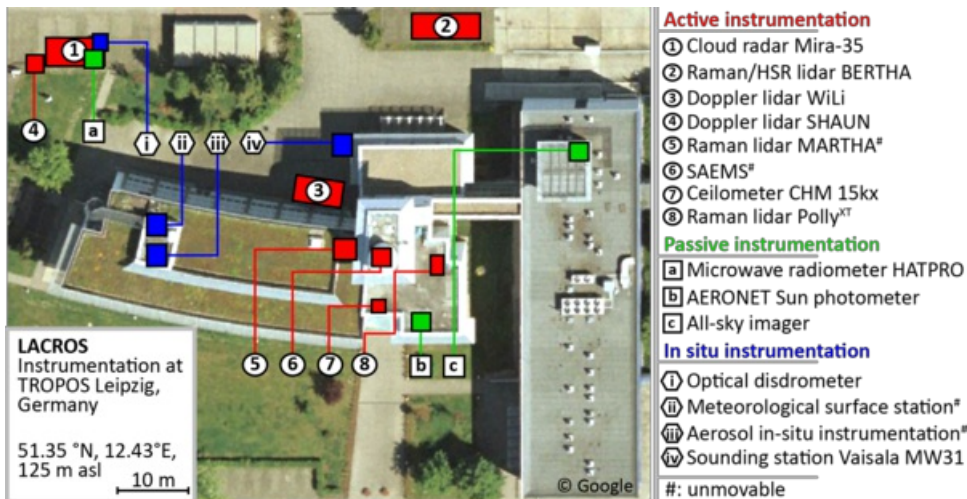 1
2
4
a
i
ii
iii
iv
3
5
6
7
8
b
c
LACROS
Instrumentation at
TROPOS Leipzig,
Germany
51.35 °N, 12.43°E,
125 m asl
10 m
© Google
Active instrumentation
1 Cloud radar Mira-35
2 Raman/HSR lidar BERTHA
3 Doppler lidar WiLi
4 Doppler lidar SHAUN
5 Raman lidar MARTHA#
6 SAEMS#
7 Ceilometer CHM 15kx
8 Raman lidar PollyXT
Passive instrumentation
a Microwave radiometer HATPRO
b AERONET Sun photometer
c All-sky imager
In situ instrumentation
i Optical disdrometer
ii Meteorological surface station#
iii Aerosol in-situ instrumentation#
iv Sounding station Vaisala MW31
#: unmovable